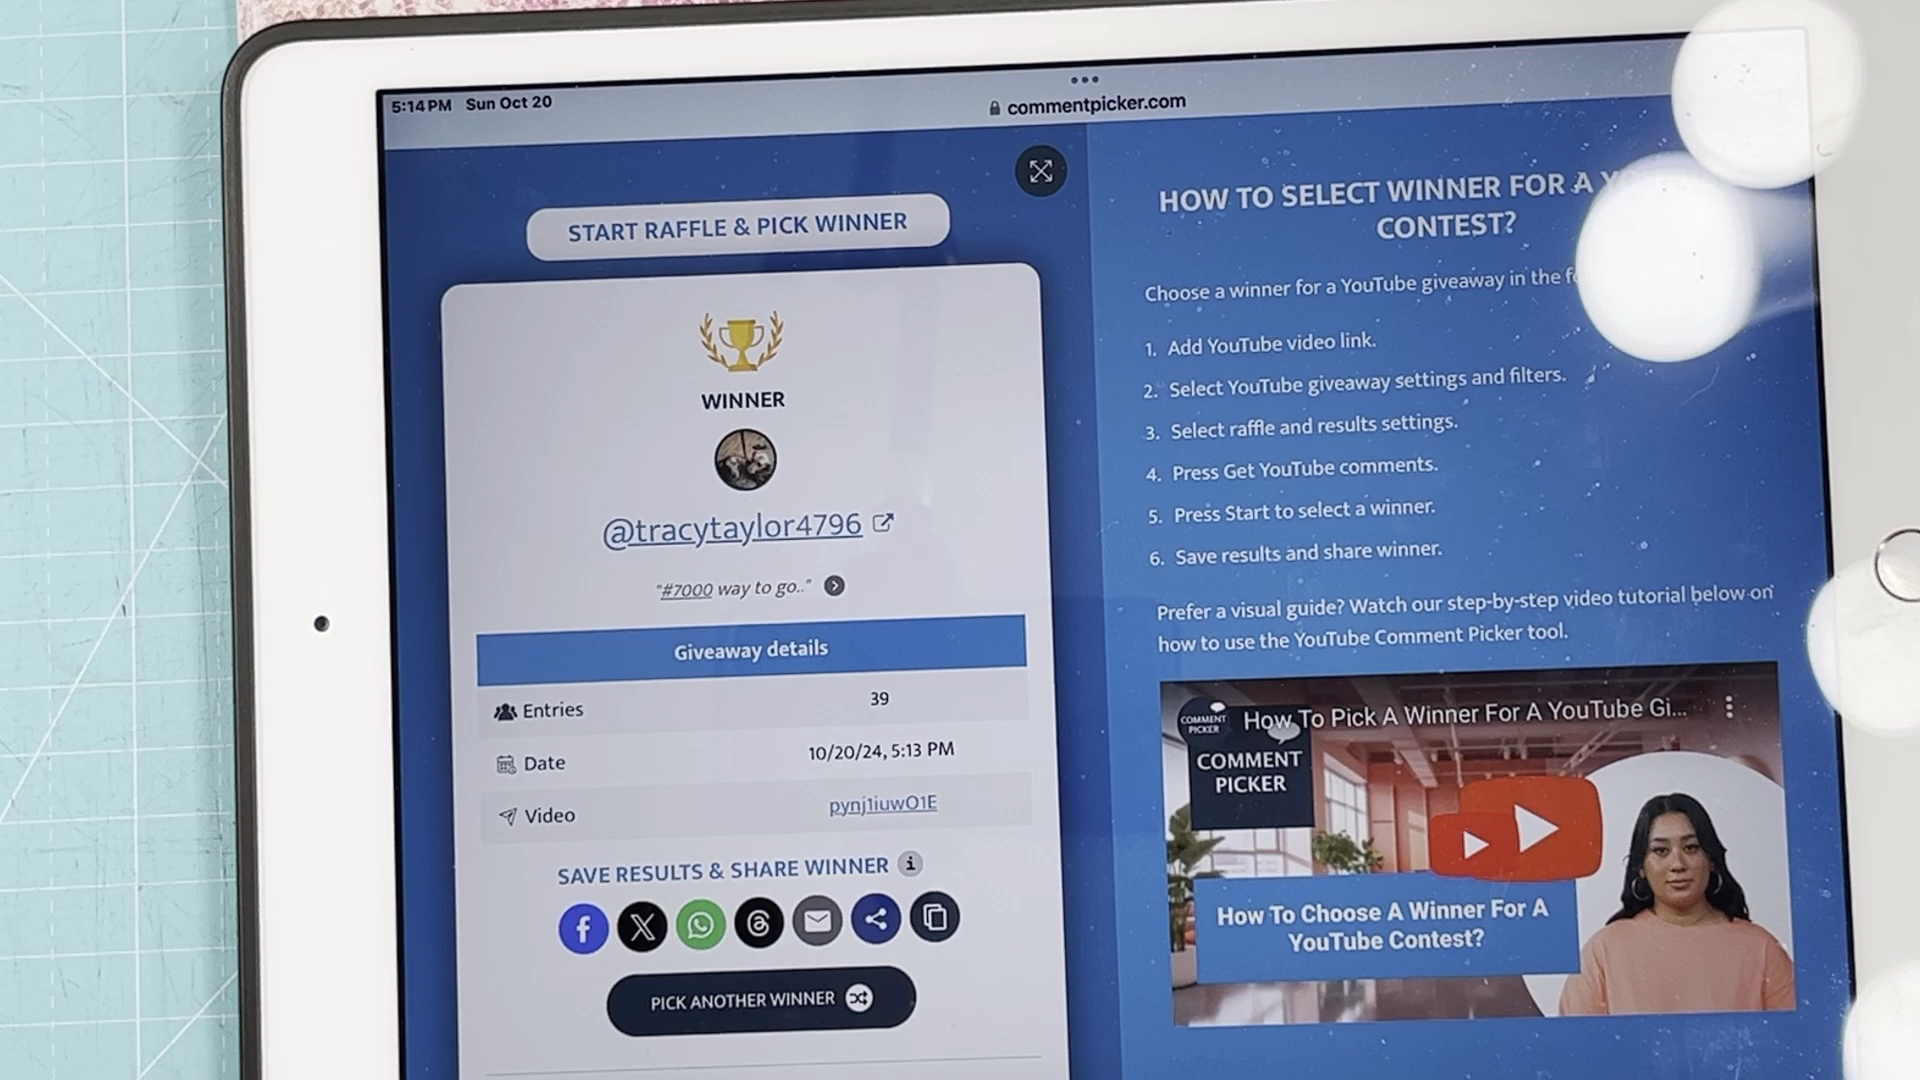 5:14 PM Sun Oct 20
commentpicker.com
START RAFFLE & PICK WINNER
WINNER
@tracytaylor4796
"#7000 way to go.."
Giveaway details
Entries 39
Date 10/20/24, 5:13 PM
Video pynj1iuwO1E
SAVE RESULTS & SHARE WINNER
PICK ANOTHER WINNER
HOW TO SELECT WINNER FOR A
CONTEST?
Choose a winner for a YouTube giveaway in the
1. Add YouTube video link.
2. Select YouTube giveaway settings and filters.
3. Select raffle and results settings.
4. Press Get YouTube comments.
5. Press Start to select a winner.
6. Save results and share winner.
Prefer a visual guide? Watch our step-by-step video tutorial below on
how to use the YouTube Comment Picker tool.
COMMENT
PICKER
How To Pick A Winner For A YouTube Gi...
COMMENT
PICKER
How To Choose A Winner For A
YouTube Contest?